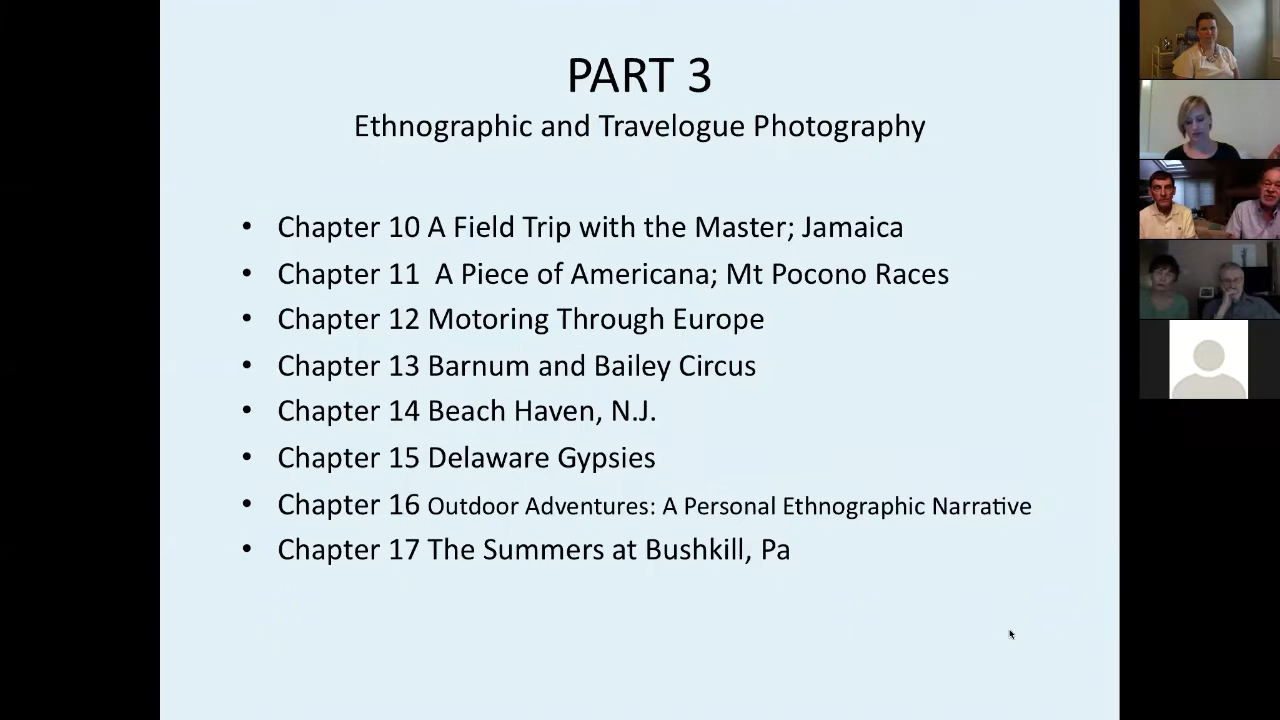 PART 3
Ethnographic and Travelogue Photography
• Chapter 10 A Field Trip with the Master; Jamaica
• Chapter 11  A Piece of Americana; Mt Pocono Races
• Chapter 12 Motoring Through Europe
• Chapter 13 Barnum and Bailey Circus
• Chapter 14 Beach Haven, N.J.
• Chapter 15 Delaware Gypsies
• Chapter 16 Outdoor Adventures: A Personal Ethnographic Narrative
• Chapter 17 The Summers at Bushkill, Pa